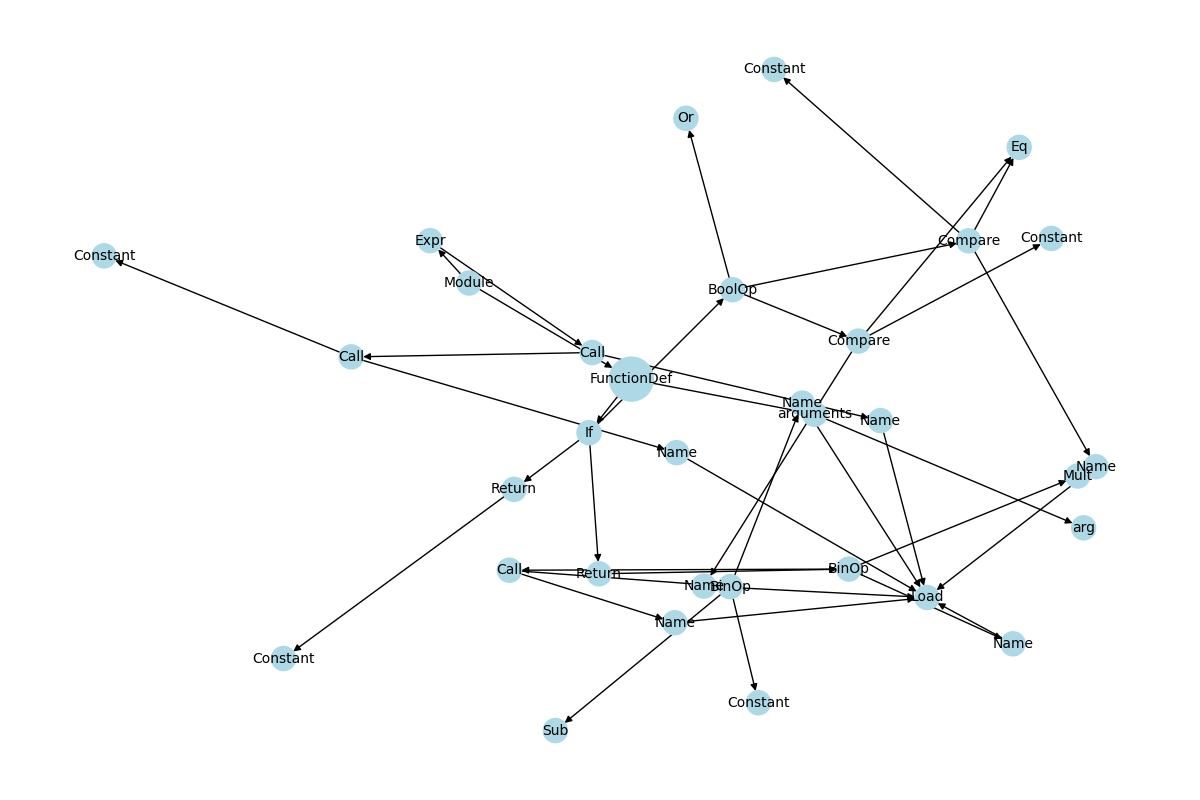 Constant
Or
Eq
Constant
Compare
Expr
Constant
Module
BoolOp
Compare
Call
Call
FunctionDef
Name
arguments
Name
If
Name
Name
Mult
Return
arg
Call
Return
BinOp
Name
BinOp
Load
Name
Name
Constant
Constant
Sub